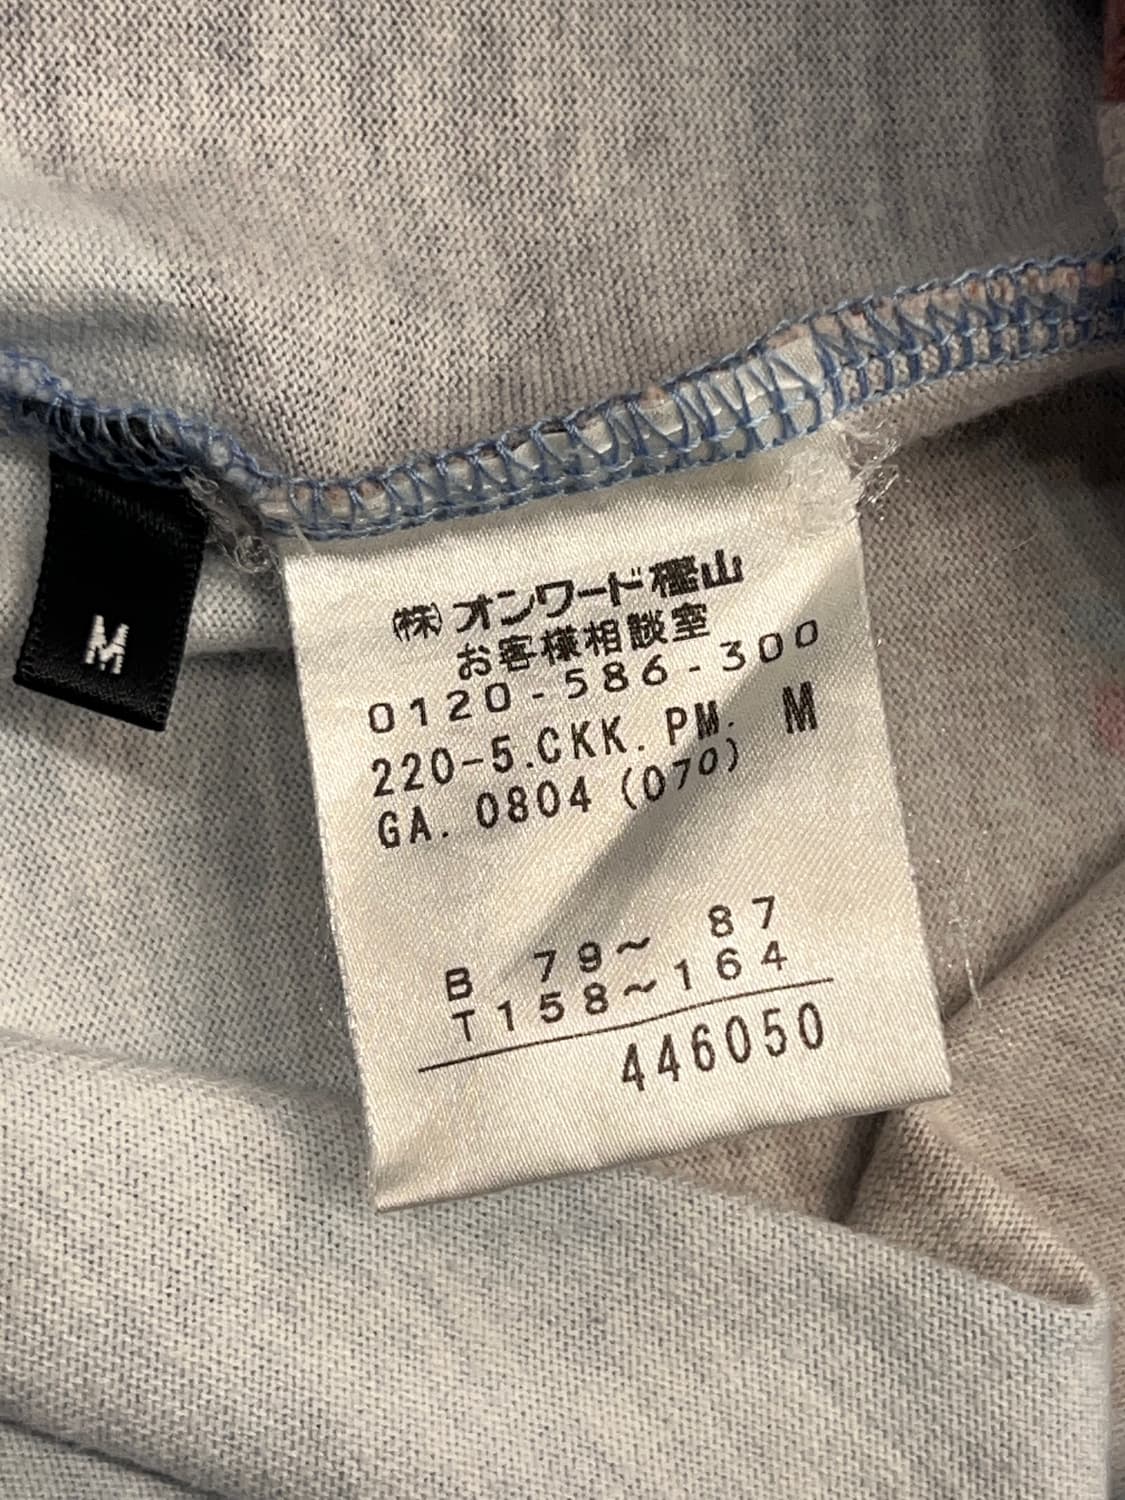 M
㈱オンワード樫山
お客様相談室
0120-586-300
220-5.CKK.PM. M
GA.0804(070)
B 79～ 87
T158～164
446050